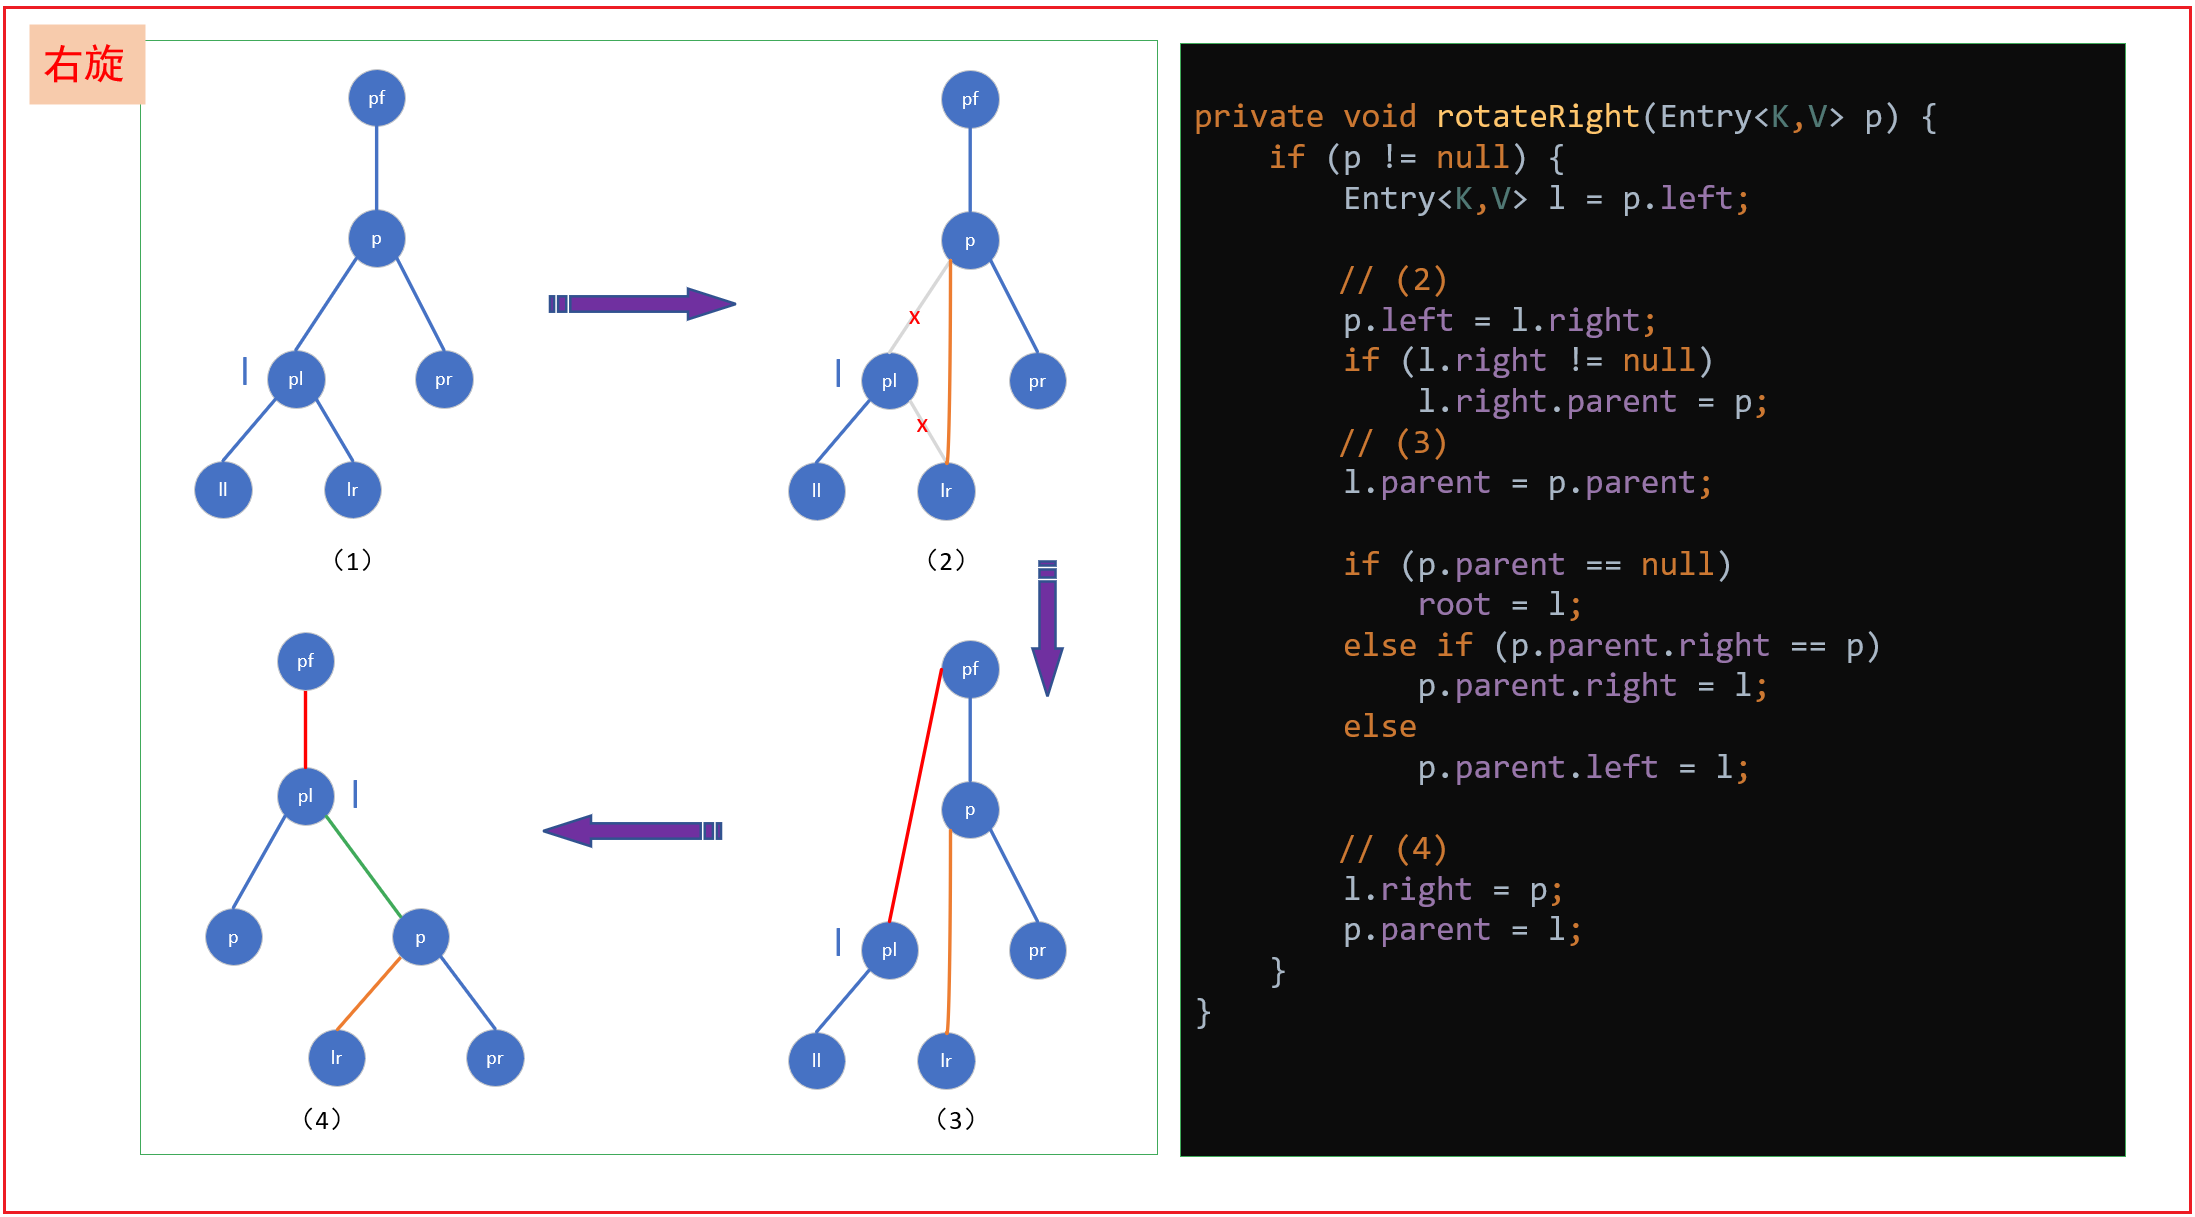 右旋
pf
p
l
pl
pr
ll
lr
(1)
pf
p
x
l
pl
pr
x
ll
lr
(2)
pf
pl
l
p
p
lr
pr
(4)
pf
p
l
pl
pr
ll
lr
(3)
private void rotateRight(Entry<K,V> p) {
if (p != null) {
Entry<K,V> l = p.left;
// (2)
p.left = l.right;
if (l.right != null)
l.right.parent = p;
// (3)
l.parent = p.parent;
if (p.parent == null)
root = l;
else if (p.parent.right == p)
p.parent.right = l;
else
p.parent.left = l;
// (4)
l.right = p;
p.parent = l;
}
}